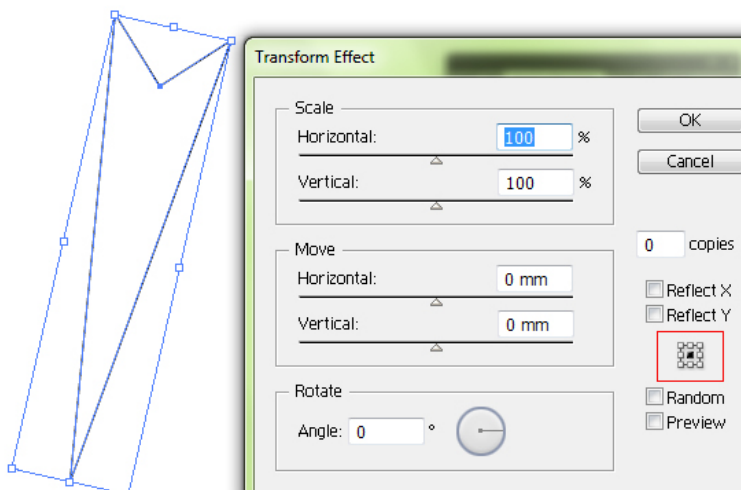 Transform Effect
Scale
Horizontal: 100 %
Vertical: 100 %
OK
Cancel
0 copies
Move
Horizontal: 0 mm
Vertical: 0 mm
Reflect X
Reflect Y
Random
Preview
Rotate
Angle: 0 °